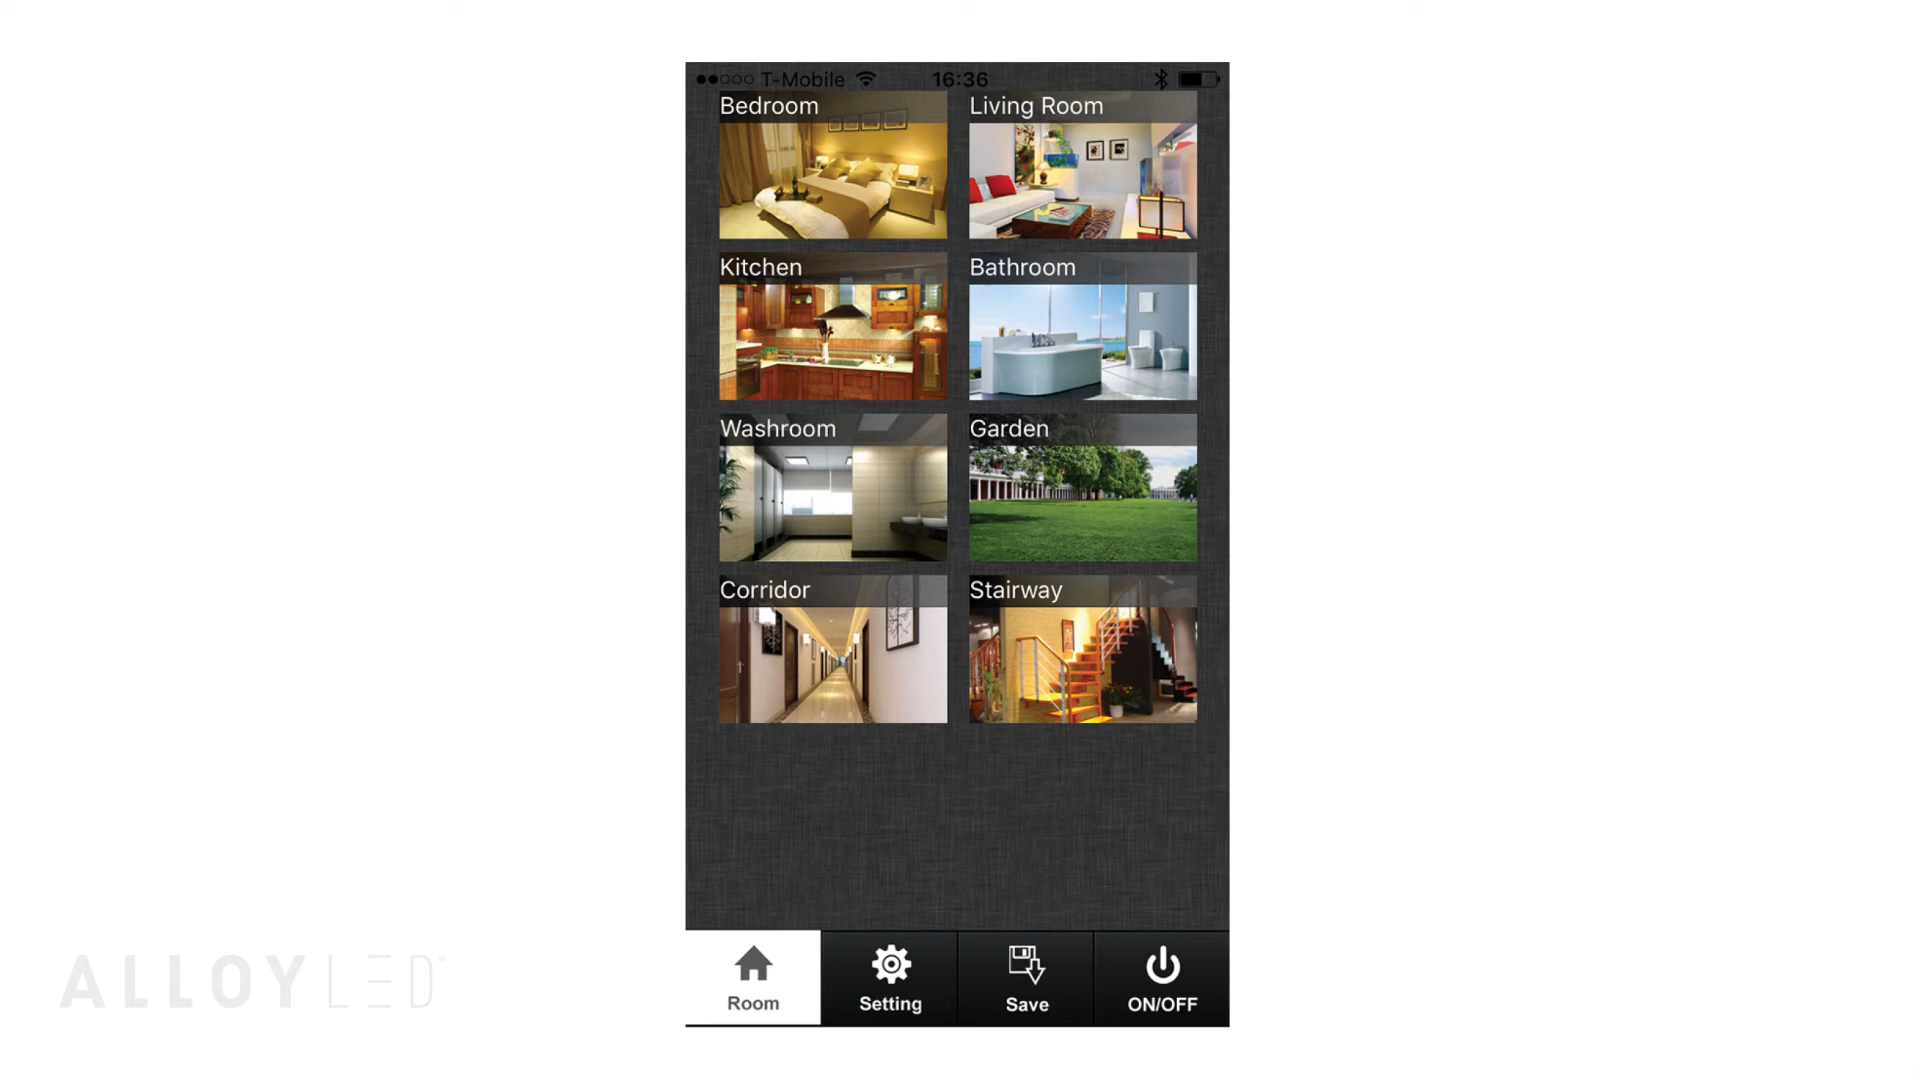 T-Mobile 16:36
Bedroom
Living Room
Kitchen
Bathroom
Washroom
Garden
Corridor
Stairway
ALLOYLED®
Room
Setting
Save
ON/OFF